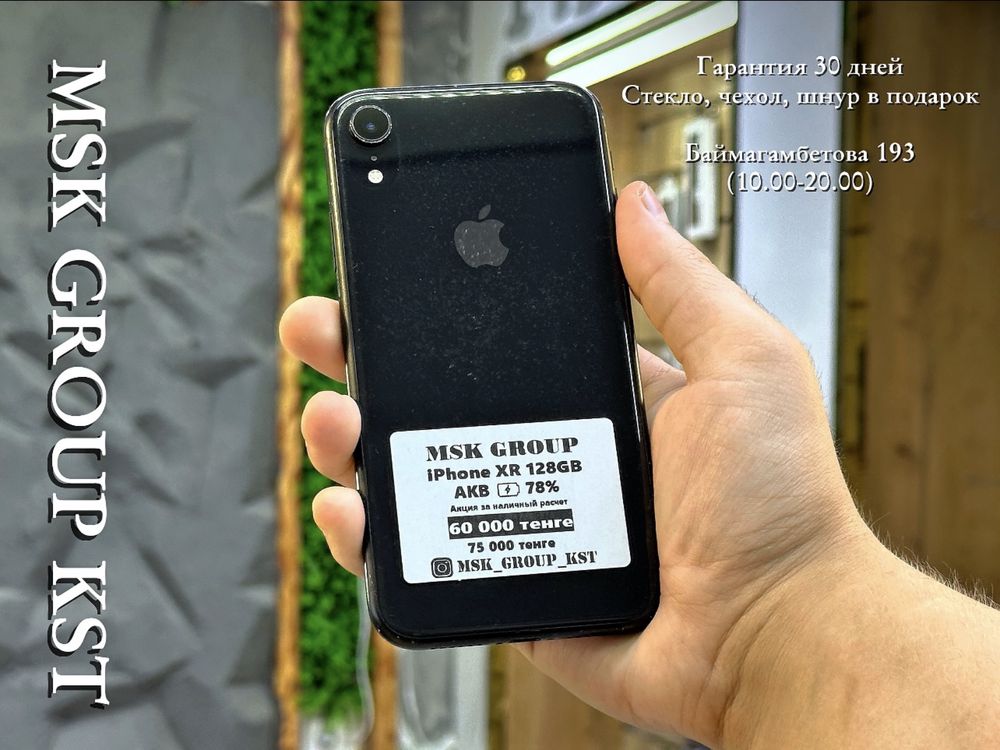 MSK GROUP KST
Гарантия 30 дней
Стекло, чехол, шнур в подарок
Баймагамбетова 193
(10.00-20.00)
MSK GROUP
iPhone XR 128GB
АКВ 78%
Акция за наличный расчет
60 000 тенге
75 000 тенге
MSK_GROUP_KST